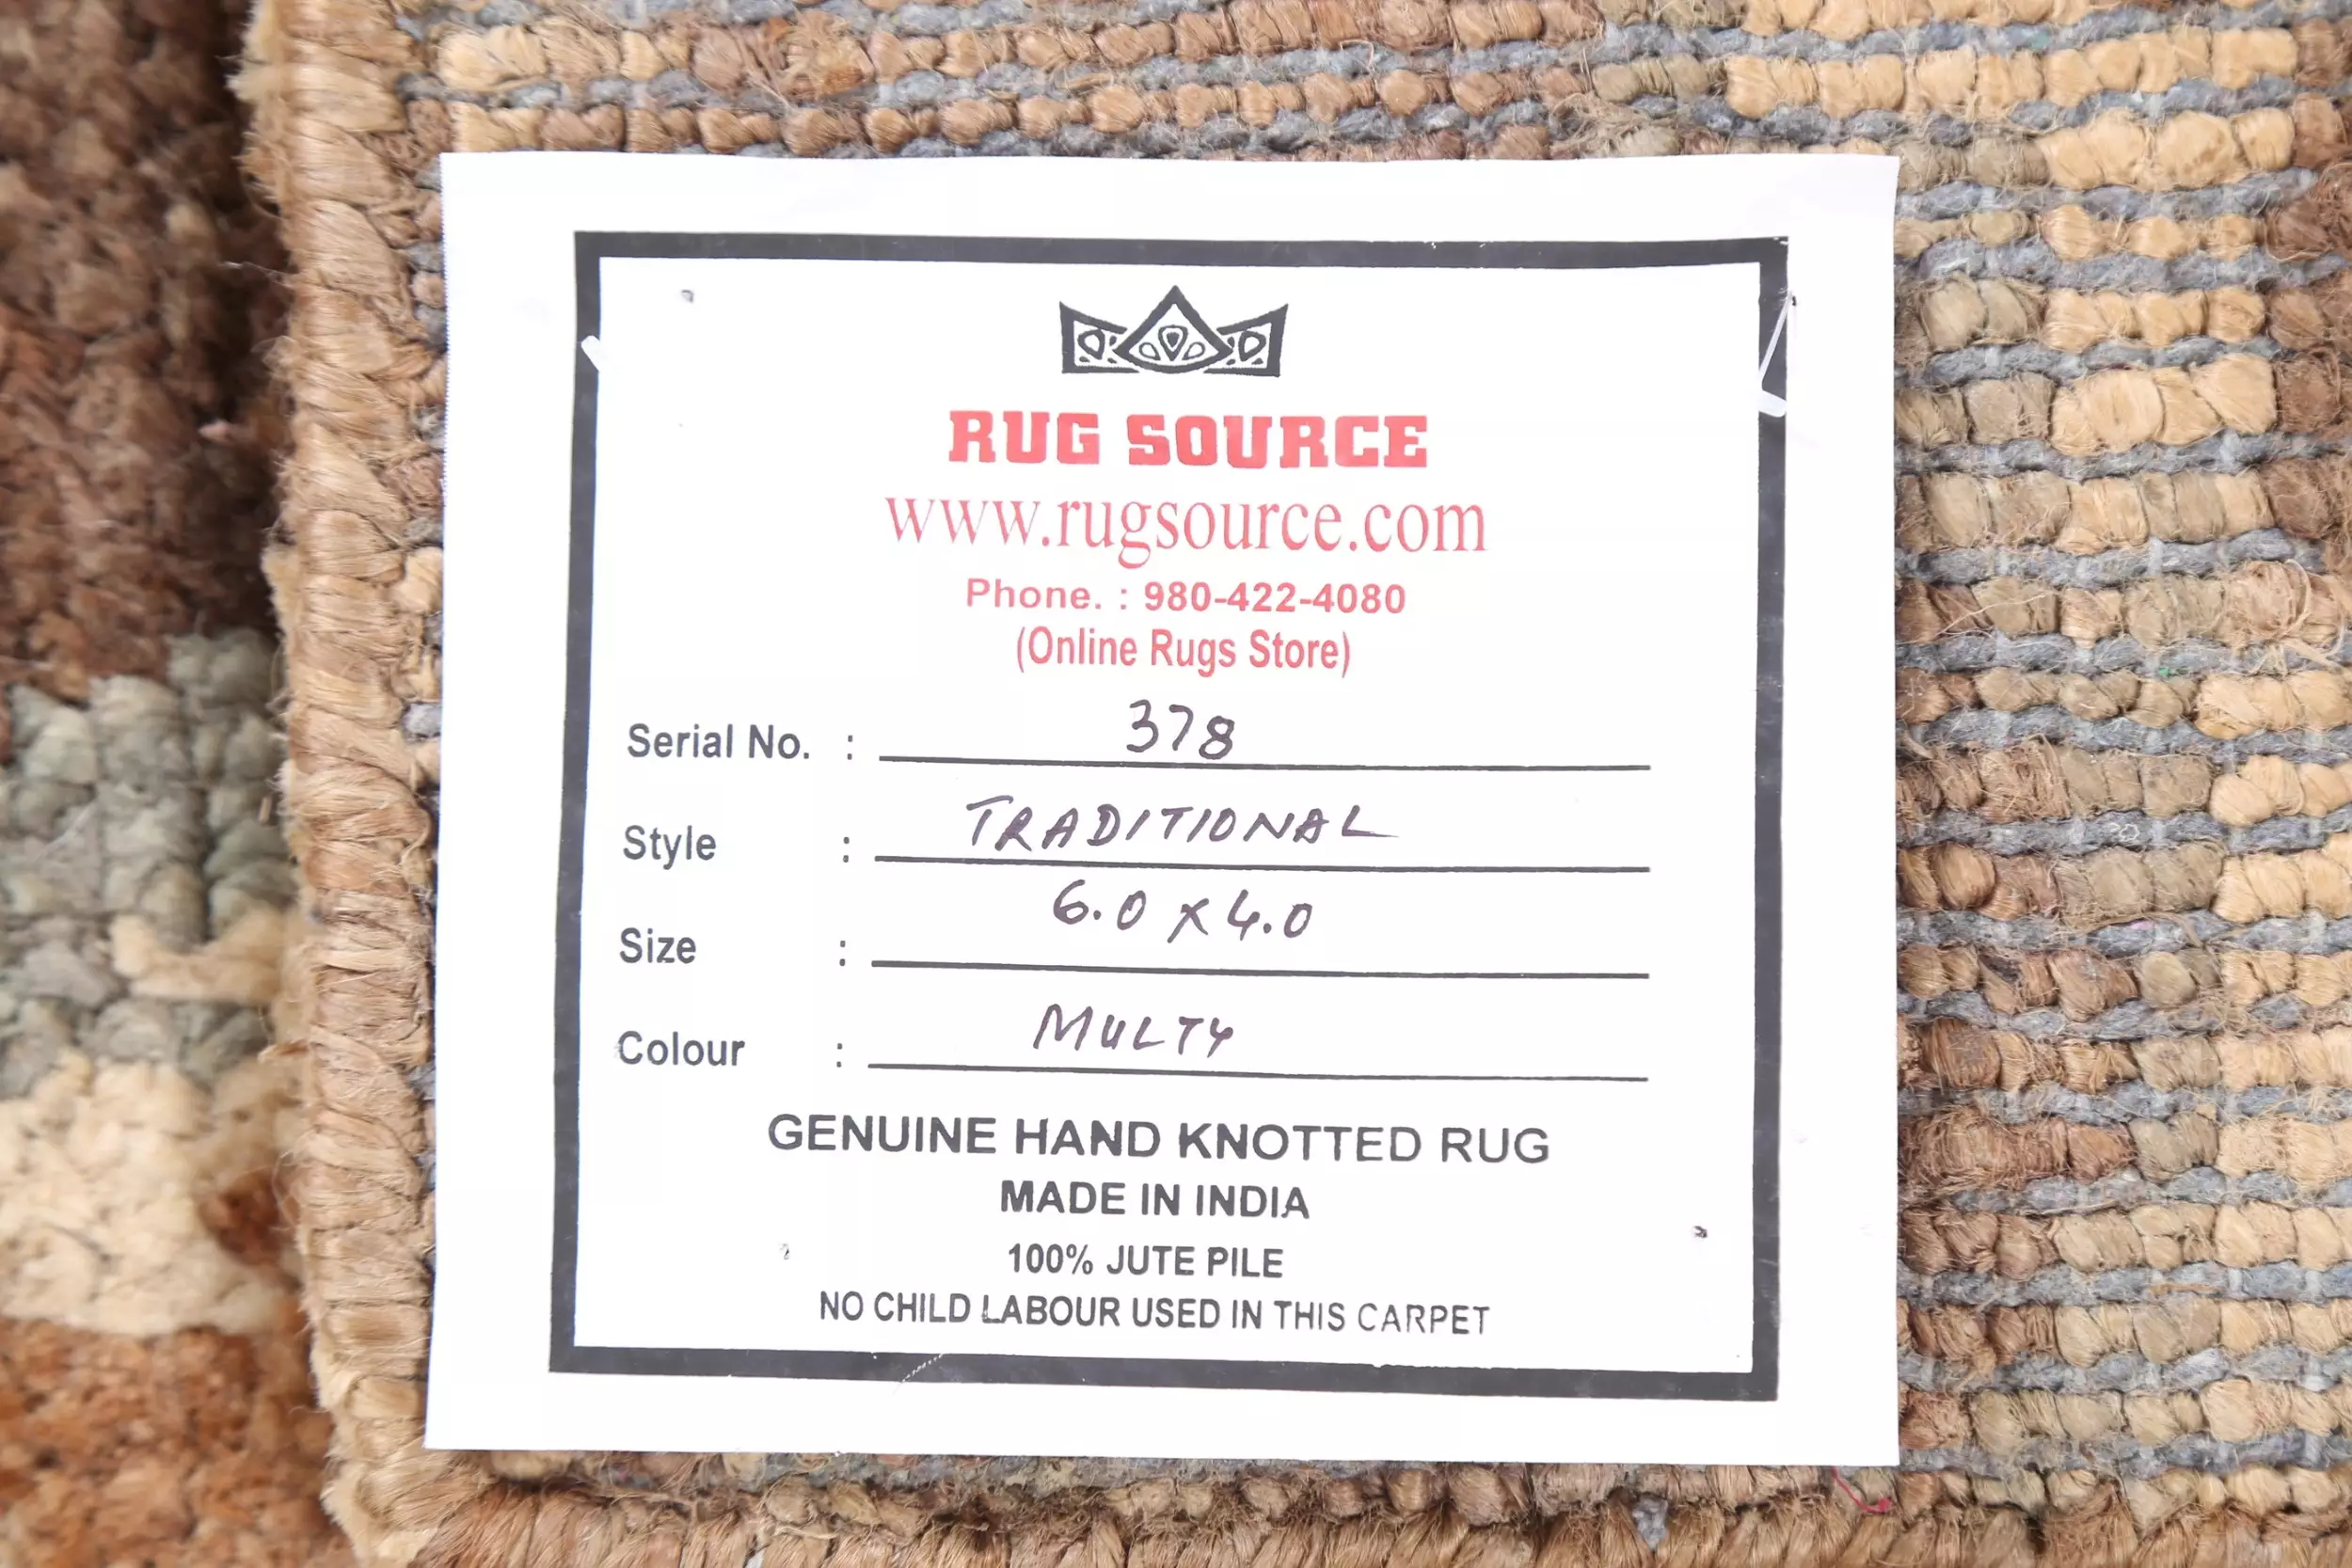 RUG SOURCE
www.rugsource.com
Phone. : 980-422-4080
(Online Rugs Store)
Serial No. : 378
Style : TRADITIONAL
Size : 6.0 x 4.0
Colour : MULTY
GENUINE HAND KNOTTED RUG
MADE IN INDIA
100% JUTE PILE
NO CHILD LABOUR USED IN THIS CARPET